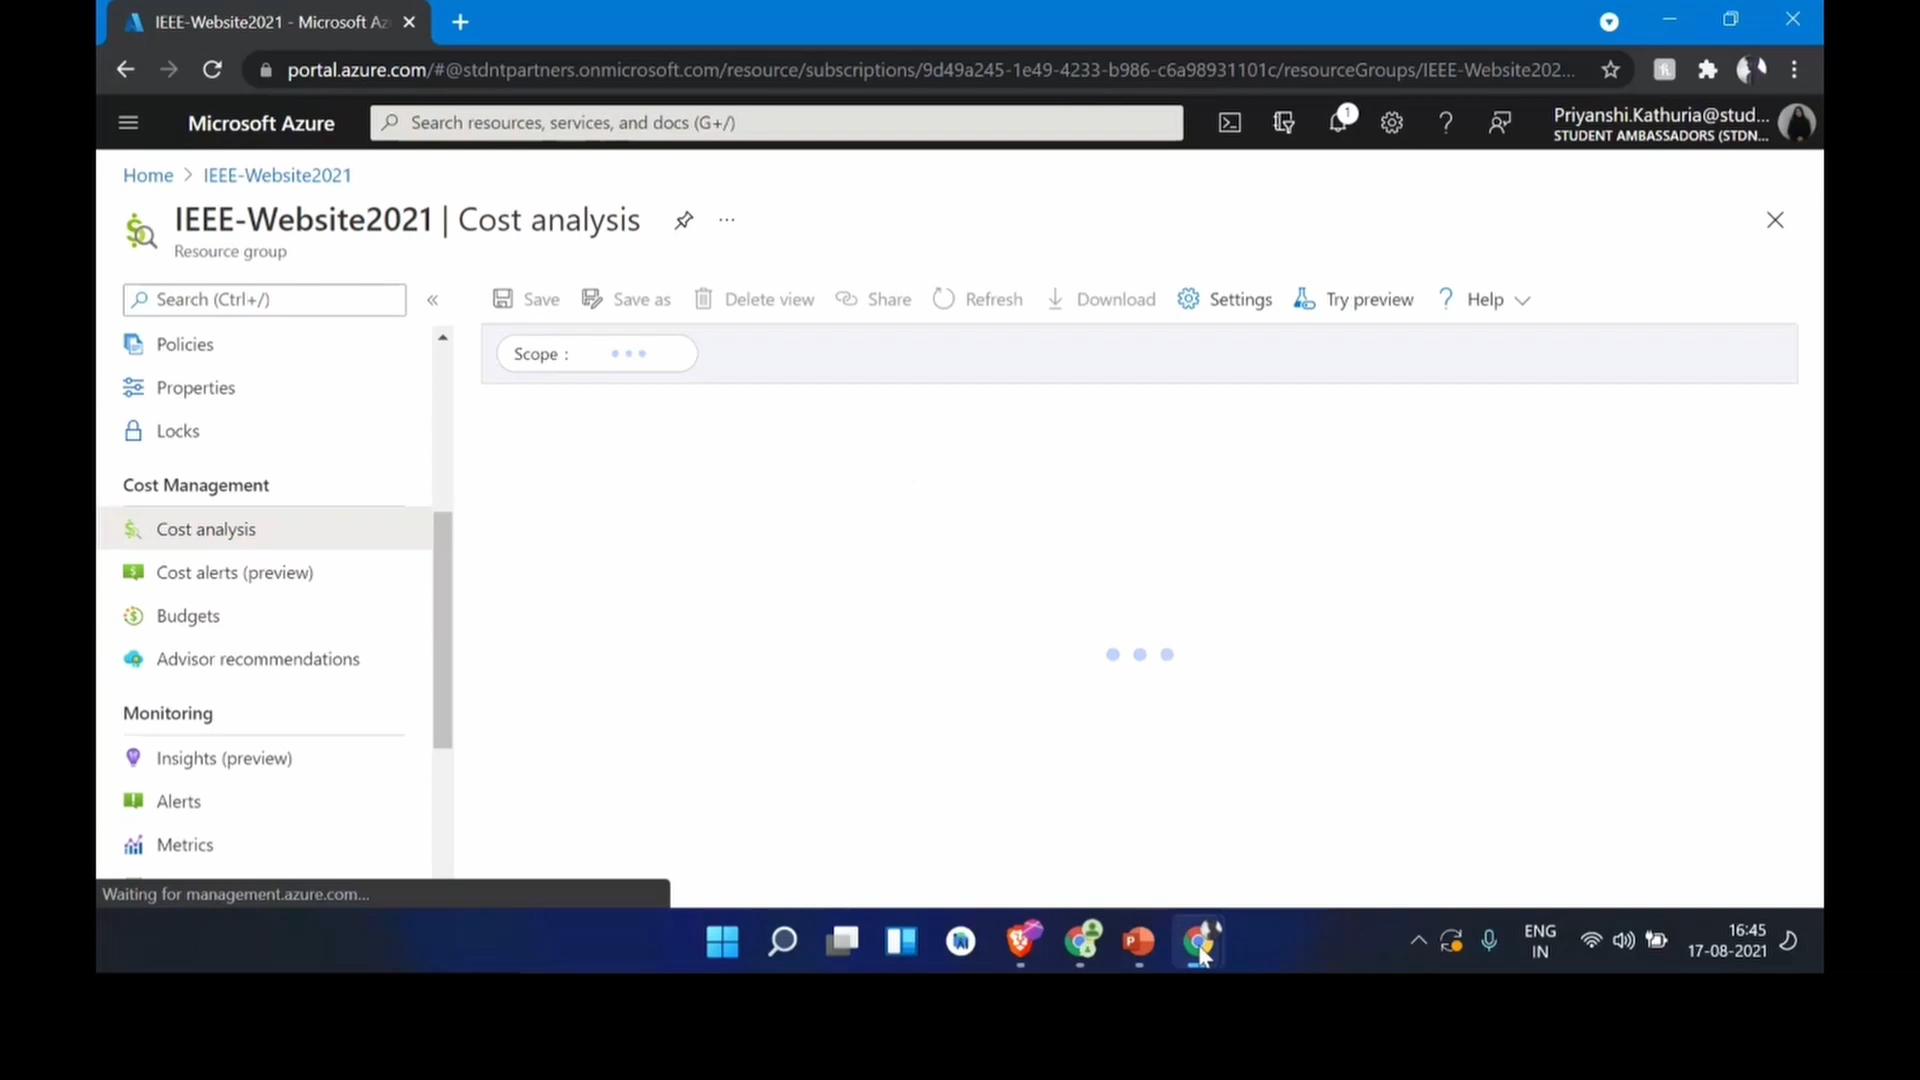 IEEE-Website2021 - Microsoft Az
portal.azure.com/#@stdntpartners.onmicrosoft.com/resource/subscriptions/9d49a245-1e49-4233-b986-c6a98931101c/resourceGroups/IEEE-Website202...
Microsoft Azure
Search resources, services, and docs (G+/)
1
Priyanshi.Kathuria@stud...
STUDENT AMBASSADORS (STDN...
Home > IEEE-Website2021
IEEE-Website2021 | Cost analysis
Resource group
Search (Ctrl+/)
Save
Save as
Delete view
Share
Refresh
Download
Settings
Try preview
Help
Scope :
Policies
Properties
Locks
Cost Management
Cost analysis
Cost alerts (preview)
Budgets
Advisor recommendations
Monitoring
Insights (preview)
Alerts
Metrics
Waiting for management.azure.com...
ENG
IN
16:45
17-08-2021